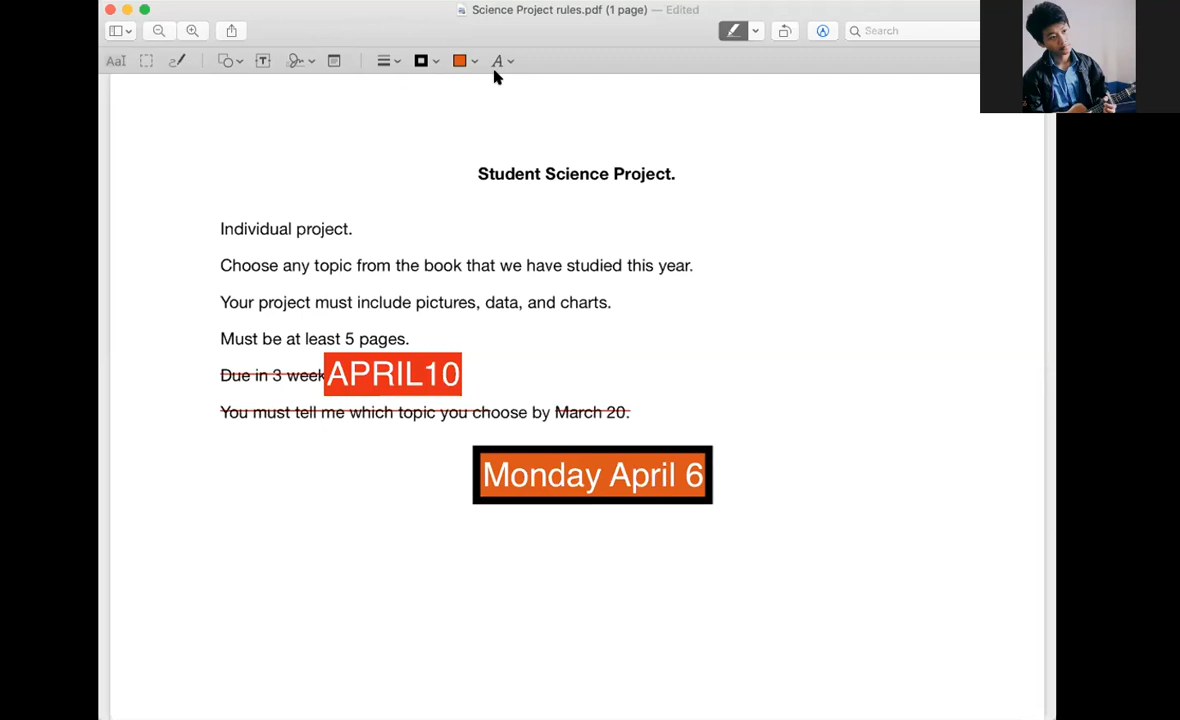 Science Project rules.pdf (1 page) — Edited
Search
AaI
T
A
Student Science Project.
Individual project.
Choose any topic from the book that we have studied this year.
Your project must include pictures, data, and charts.
Must be at least 5 pages.
Due in 3 week APRIL10
You must tell me which topic you choose by March 20.
Monday April 6